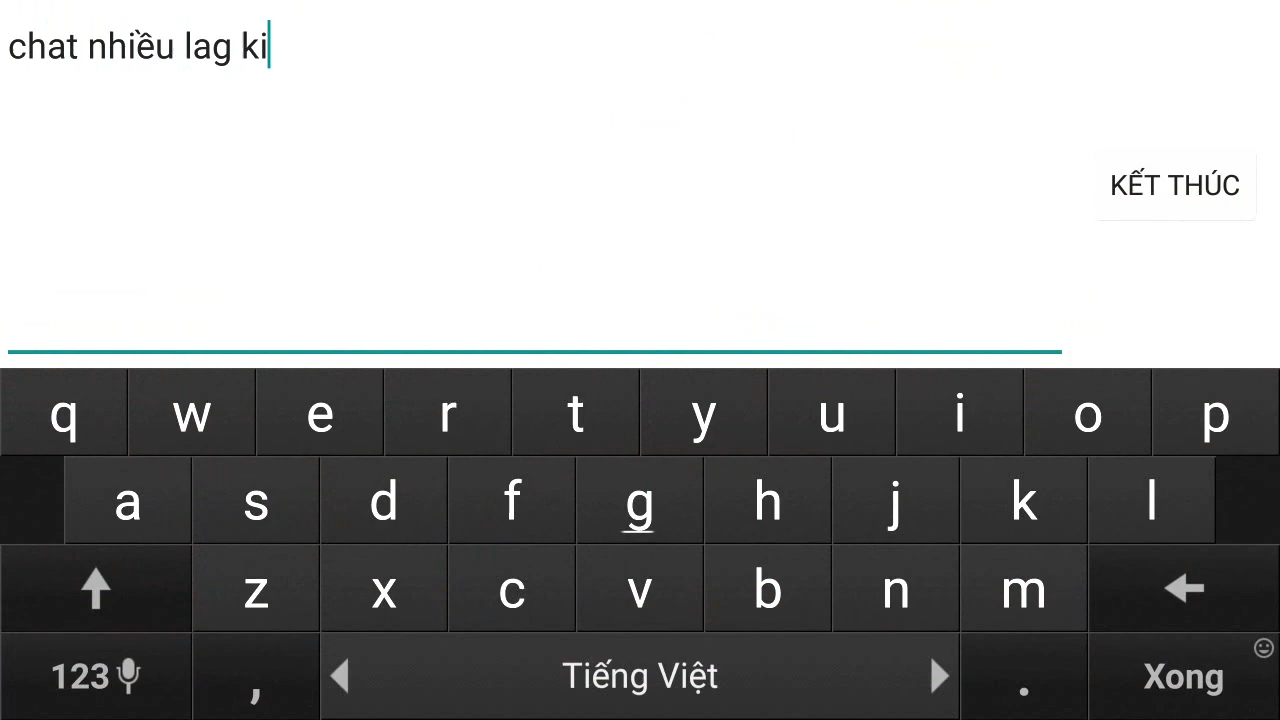 chat nhiều lag ki
KẾT THÚC
q w e r t y u i o p
a s d f g h j k l
z x c v b n m
123 , Tiếng Việt . Xong